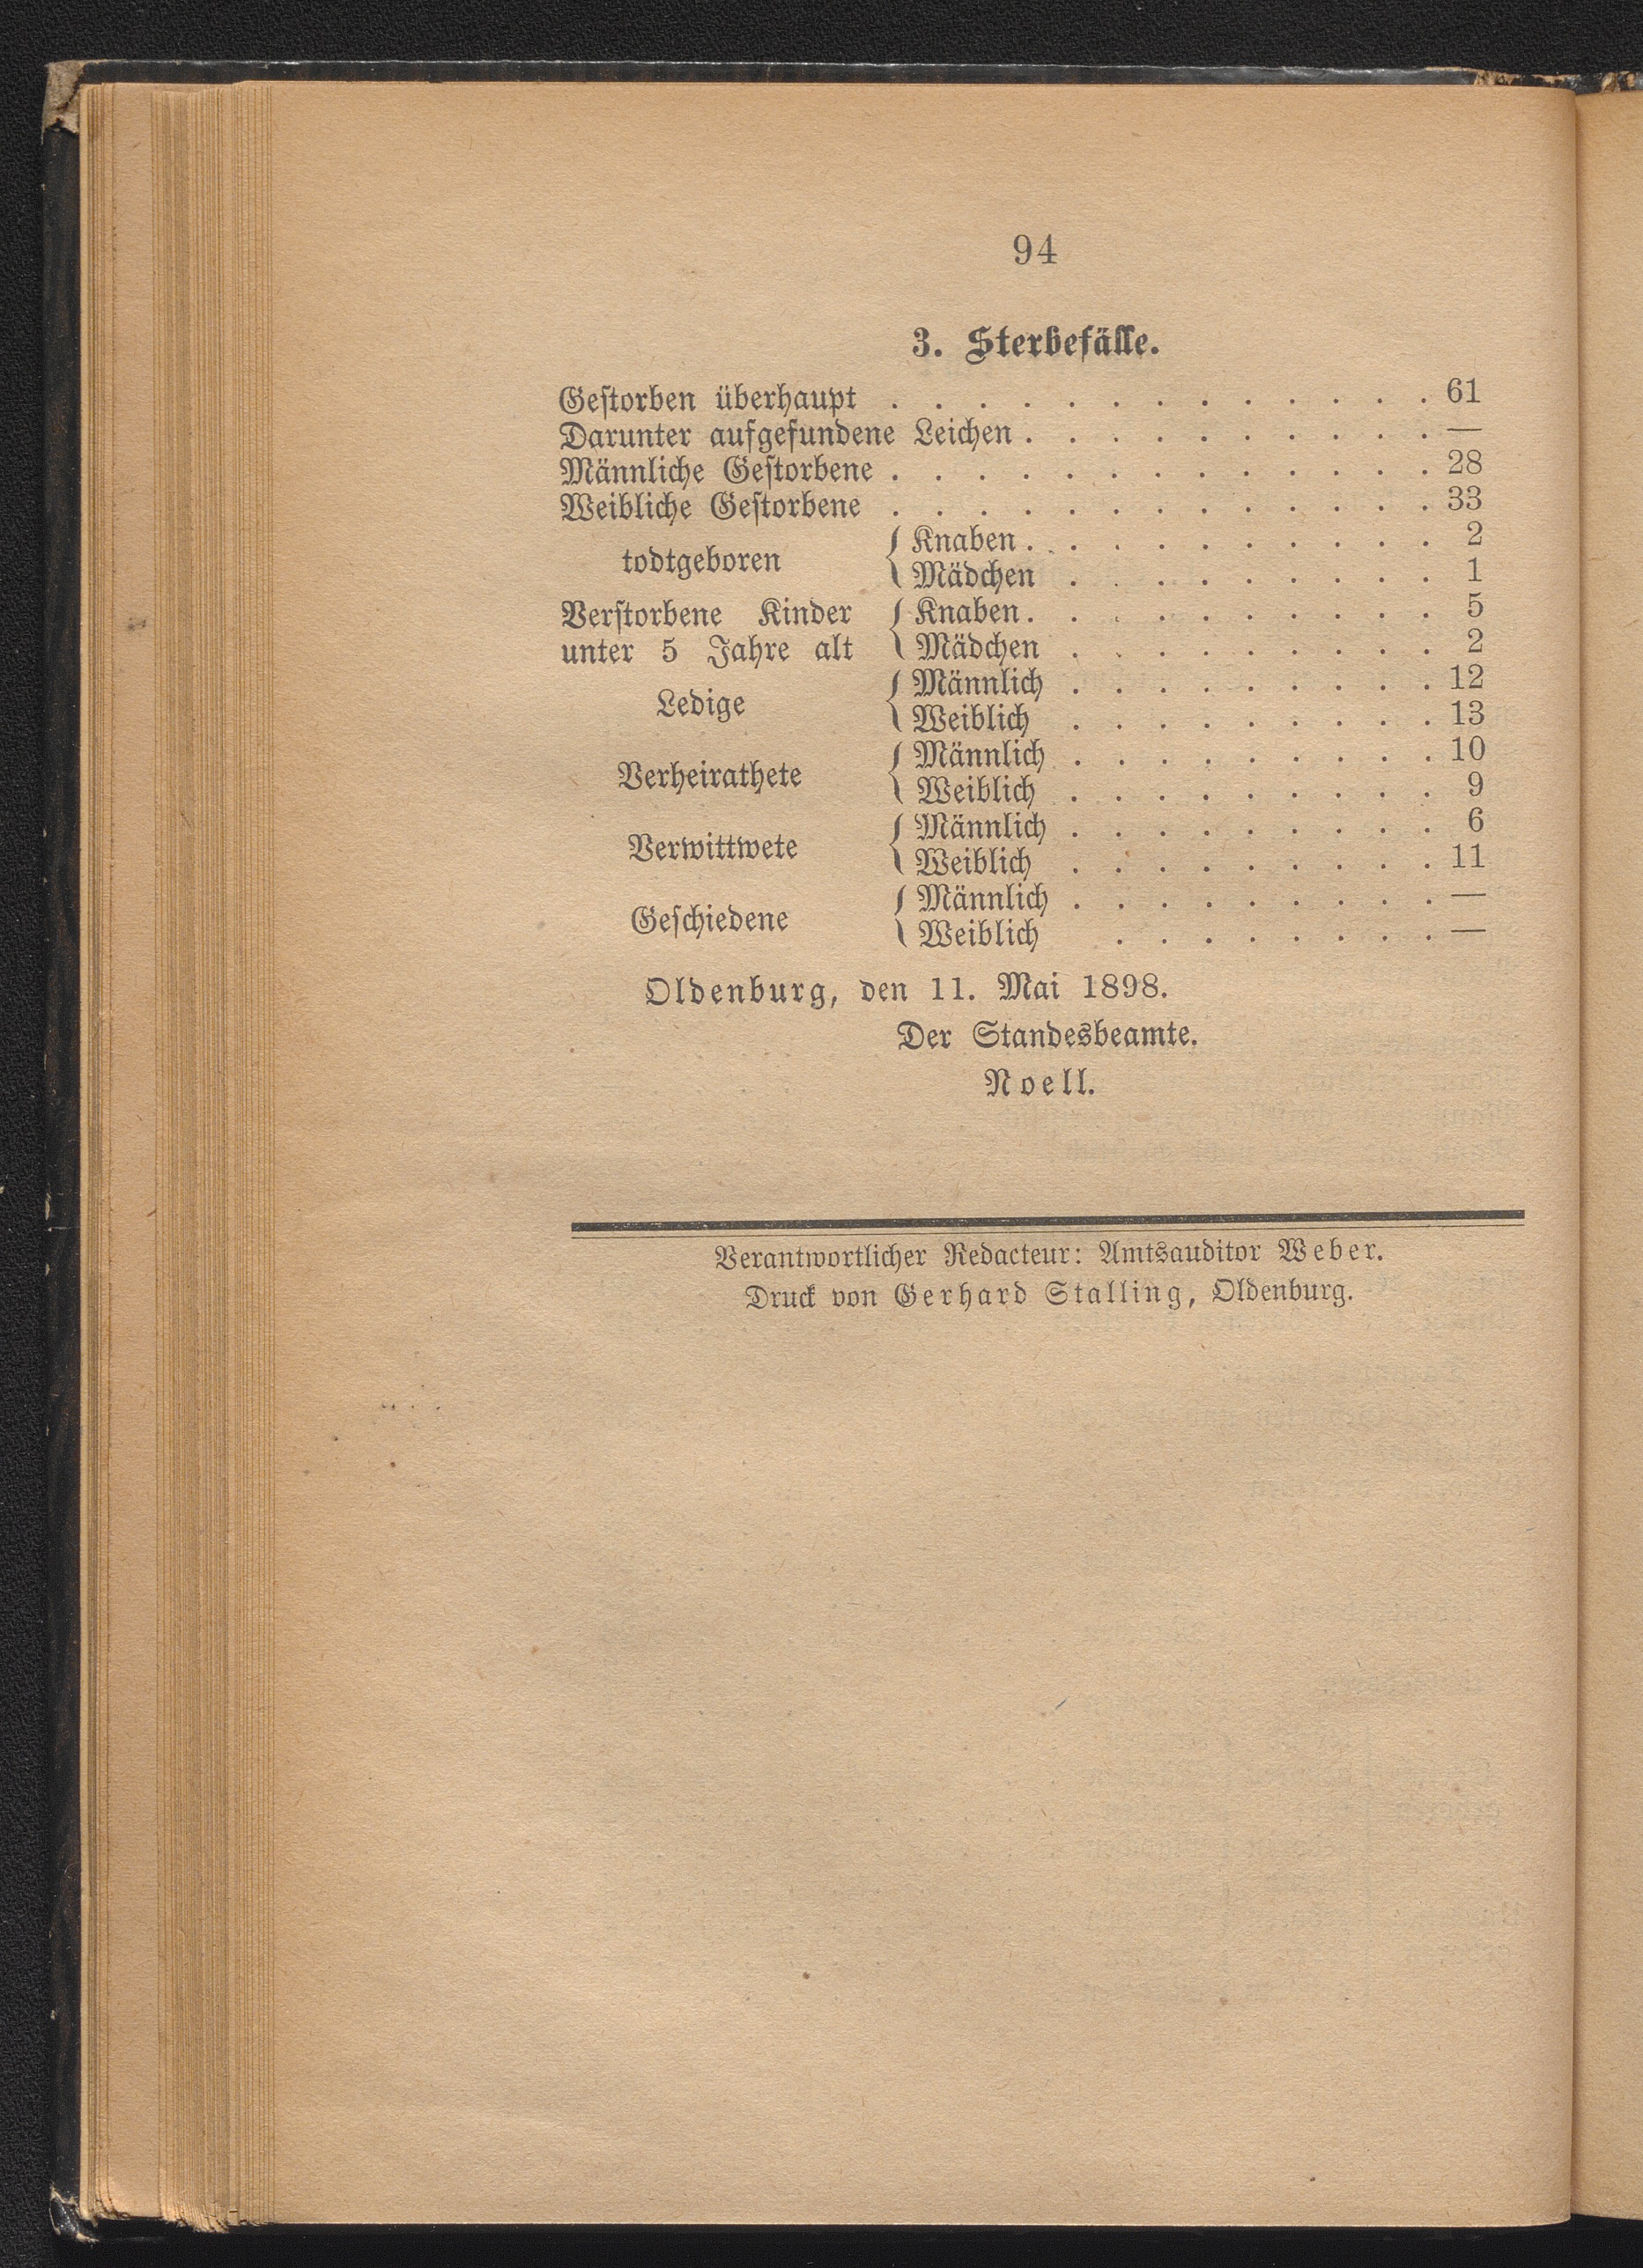 94
3. Sterbefälle.
Gestorben überhaupt . . . . . . . . . . . . . 61
Darunter aufgefundene Leichen . . . . . . . . . . —
Männliche Gestorbene . . . . . . . . . . . . . 28
Weibliche Gestorbene . . . . . . . . . . . . . 33
todtgeboren { Knaben . . . . . . . . . . 2
{ Mädchen . . . . . . . . . 1
Verstorbene Kinder { Knaben . . . . . . . . . . 5
unter 5 Jahre alt { Mädchen . . . . . . . . . 2
Ledige { Männlich . . . . . . . . . 12
{ Weiblich . . . . . . . . . 13
Verheirathete { Männlich . . . . . . . . . 10
{ Weiblich . . . . . . . . . 9
Verwittwete { Männlich . . . . . . . . . 6
{ Weiblich . . . . . . . . . 11
Geschiedene { Männlich . . . . . . . . . —
{ Weiblich . . . . . . . . —
Oldenburg, den 11. Mai 1898.
Der Standesbeamte.
Noell.
Verantwortlicher Redacteur: Amtsauditor Weber.
Druck von Gerhard Stalling, Oldenburg.